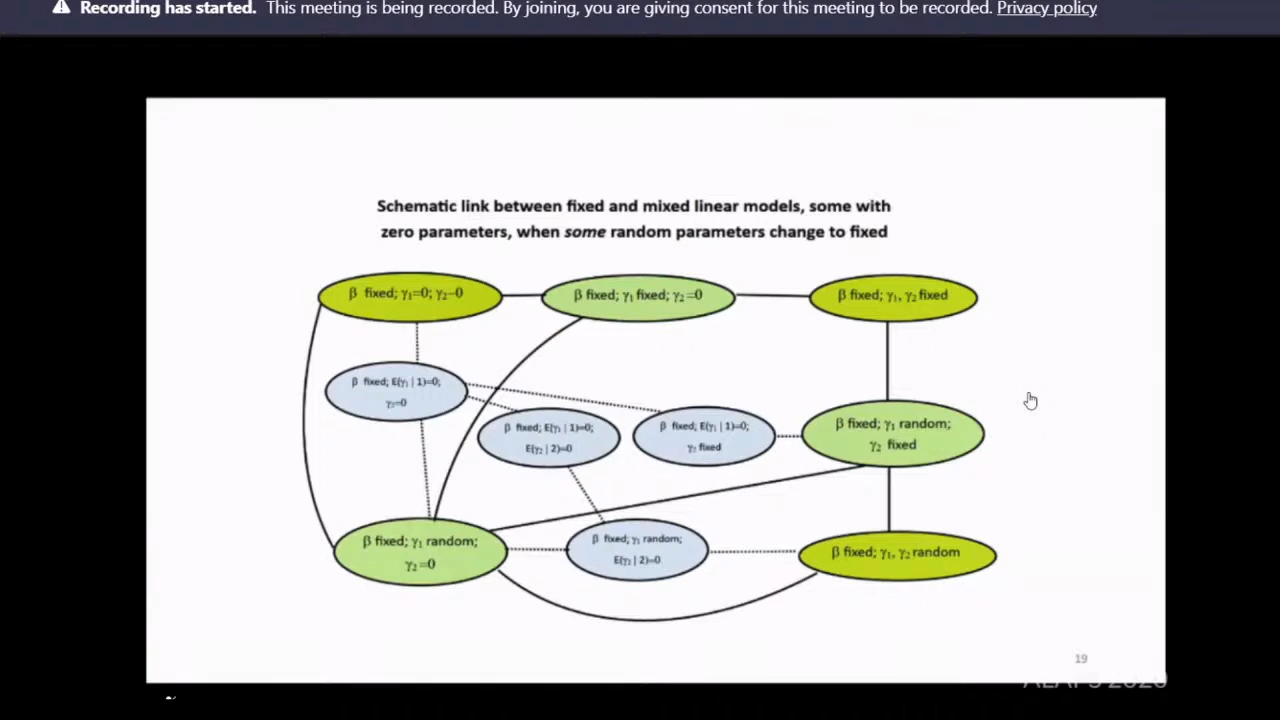 ⚠ Recording has started. This meeting is being recorded. By joining, you are giving consent for this meeting to be recorded. Privacy policy
Schematic link between fixed and mixed linear models, some with
zero parameters, when some random parameters change to fixed
β fixed; γ₁=0; γ₂=0
β fixed; γ₁ fixed; γ₂=0
β fixed; γ₁, γ₂ fixed
β fixed; E(γ₁ | 1)=0;
γ₂=0
β fixed; E(γ₁ | 1)=0;
E(γ₂ | 2)=0
β fixed; E(γ₁ | 1)=0;
γ₂ fixed
β fixed; γ₁ random;
γ₂ fixed
β fixed; γ₁ random;
γ₂=0
β fixed; γ₁ random;
E(γ₂ | 2)=0
β fixed; γ₁, γ₂ random
19